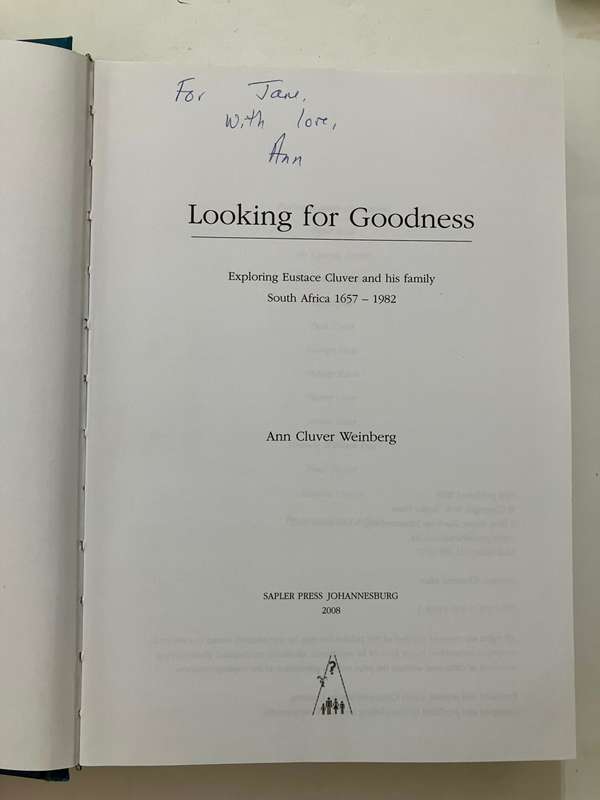 For Jane,
with love,
Ann
Looking for Goodness
Exploring Eustace Cluver and his family
South Africa 1657 – 1982
Ann Cluver Weinberg
SAPLER PRESS JOHANNESBURG
2008
?